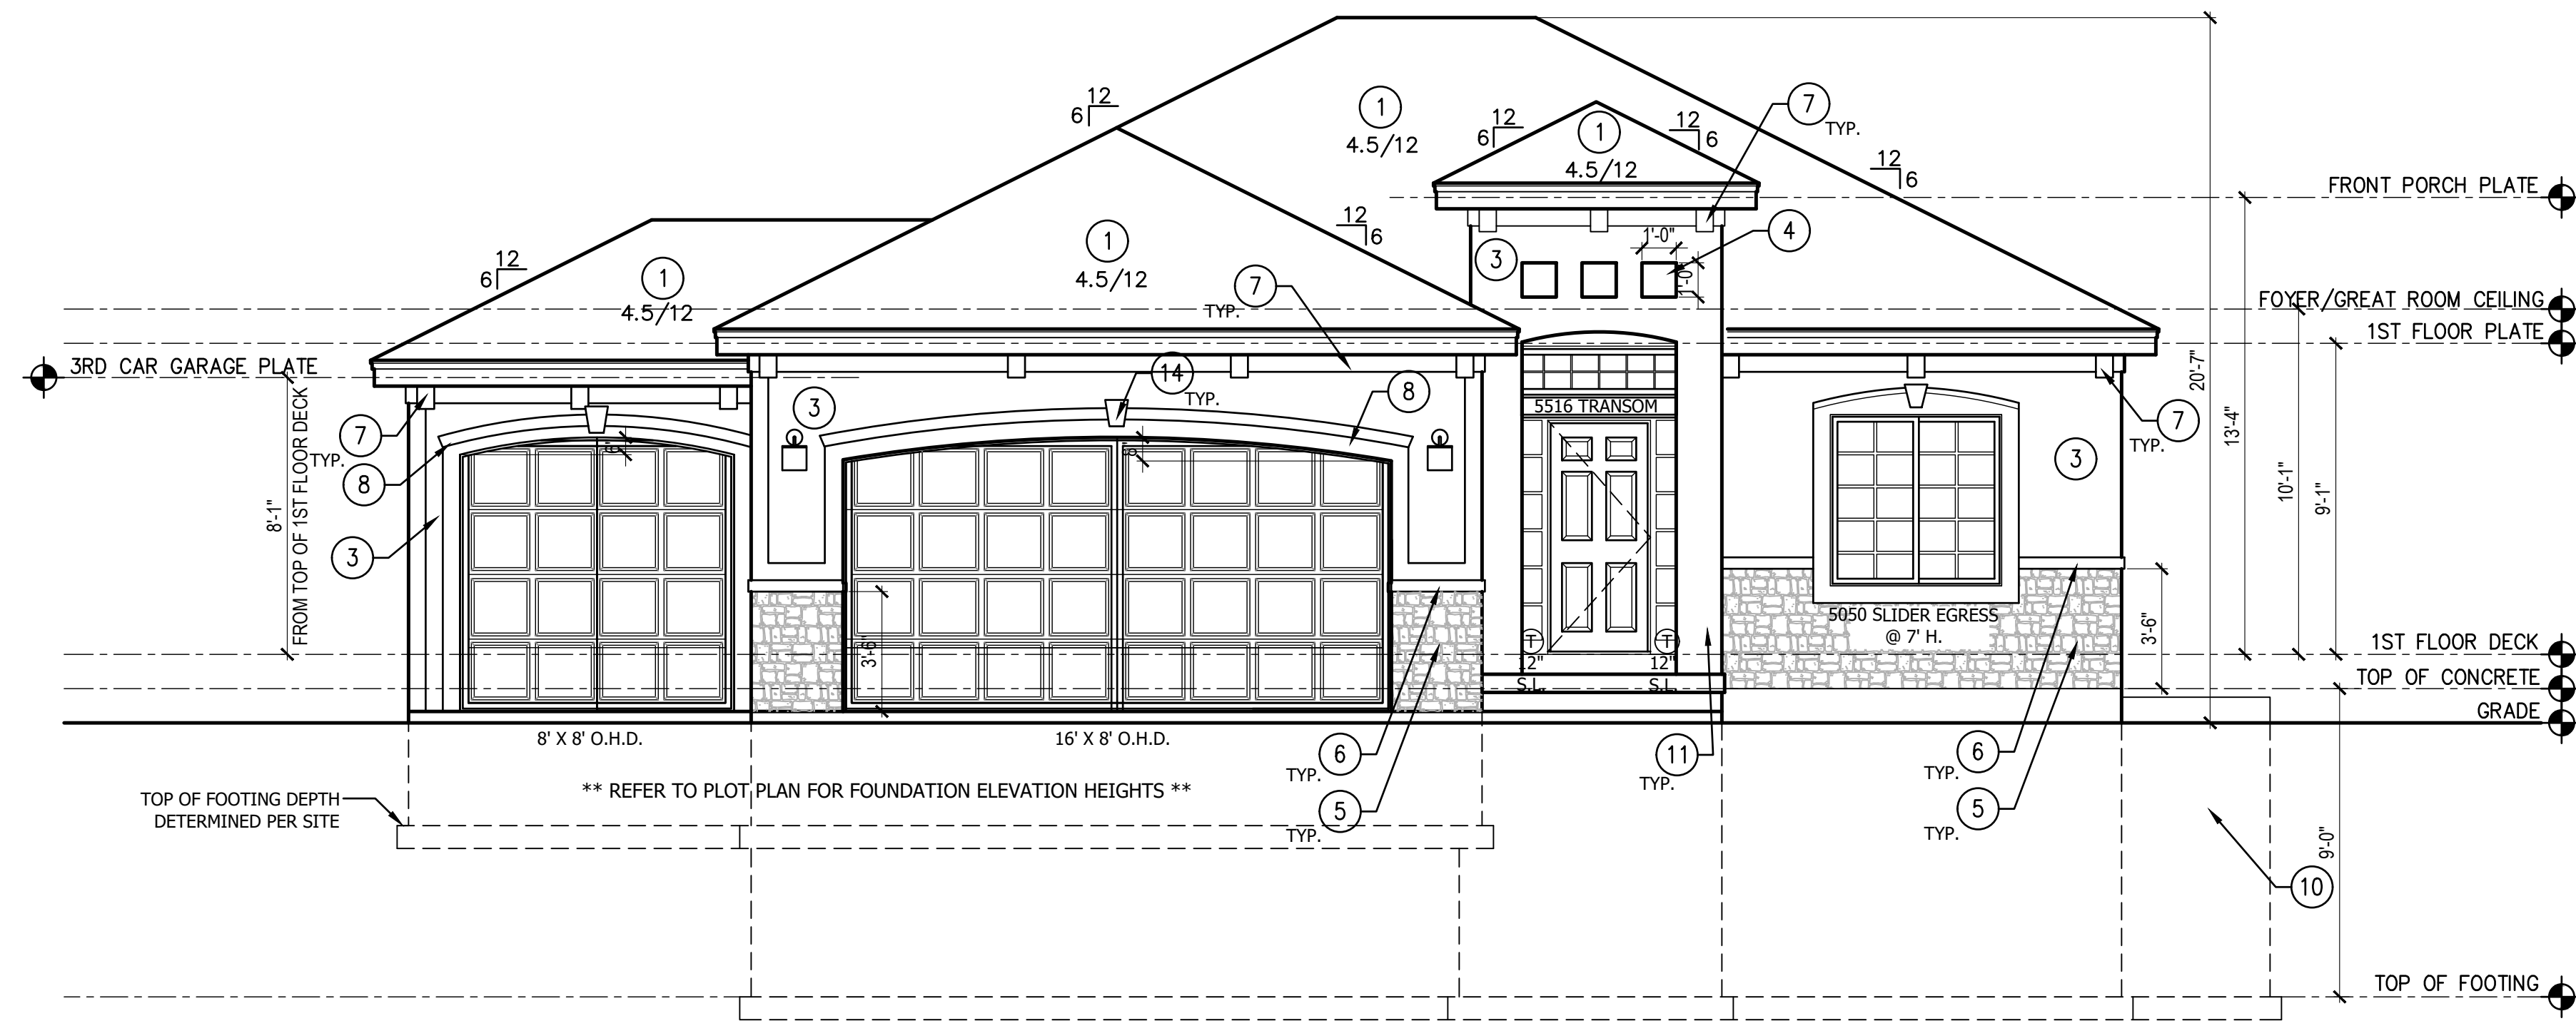 12
6
1
4.5/12
12
6
1
12
6
4.5/12
7
TYP.
12
6
FRONT PORCH PLATE
12
6
1
4.5/12
12
6
1
4.5/12
12
6
7
TYP.
3
1'-0"
1'-0"
4
FOYER/GREAT ROOM CEILING
1ST FLOOR PLATE
3RD CAR GARAGE PLATE
20'-7"
13'-4"
10'-1"
9'-1"
8'-1"
FROM TOP OF 1ST FLOOR DECK
7
TYP.
8
3
6"
3
14
TYP.
8
6"
5516 TRANSOM
7
TYP.
3
3'-6"
T
12"
S.L.
T
12"
S.L.
5050 SLIDER EGRESS
@ 7' H.
3'-6"
1ST FLOOR DECK
TOP OF CONCRETE
GRADE
8' X 8' O.H.D.
16' X 8' O.H.D.
6
TYP.
5
TYP.
11
TYP.
6
TYP.
5
TYP.
** REFER TO PLOT PLAN FOR FOUNDATION ELEVATION HEIGHTS **
TOP OF FOOTING DEPTH
DETERMINED PER SITE
9'-0"
10
TOP OF FOOTING